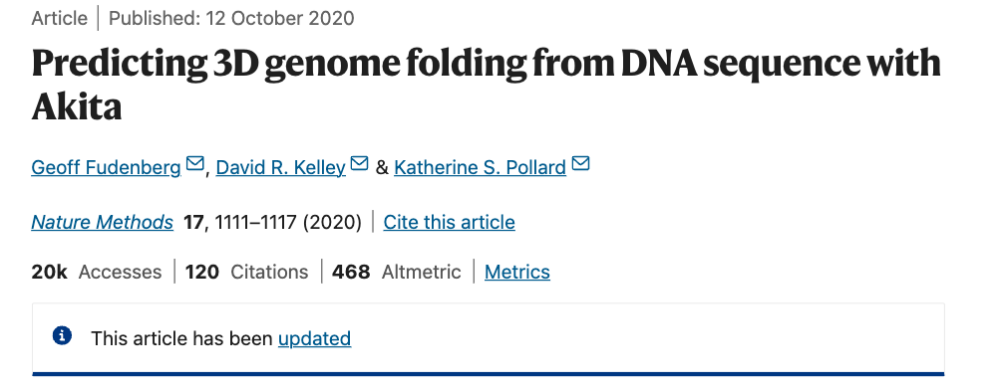 Article | Published: 12 October 2020
Predicting 3D genome folding from DNA sequence with
Akita
Geoff Fudenberg, David R. Kelley & Katherine S. Pollard
Nature Methods 17, 1111–1117 (2020) | Cite this article
20k Accesses | 120 Citations | 468 Altmetric | Metrics
This article has been updated